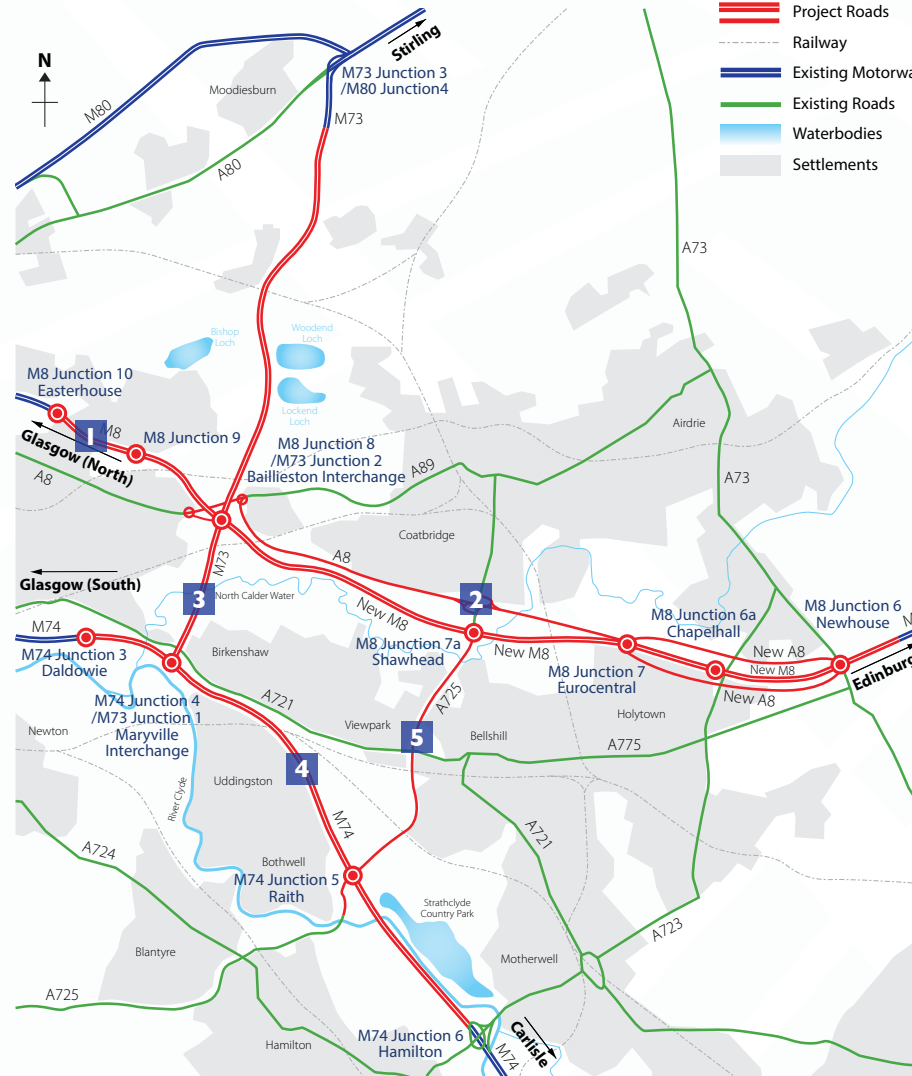 Project Roads
Stirling
Railway
N
M73 Junction 3
/M80 Junction4
Existing Motorwa
Moodiesburn
Existing Roads
M80
M73
Waterbodies
Settlements
A80
A73
Bishop
Loch
Woodend
Loch
M8 Junction 10
Easterhouse
Lockend
Loch
Airdrie
1
M8
M8 Junction 9
M8 Junction 8
/M73 Junction 2
Baillieston Interchange
Glasgow (North)
A8
A89
A73
Coatbridge
A8
M73
Glasgow (South)
3
North Calder Water
2
New M8
M8 Junction 6a
Chapelhall
M8 Junction 6
Newhouse
M74
M74 Junction 3
Daldowie
Birkenshaw
M8 Junction 7a
Shawhead
New M8
New A8
New M8
M8 Junction 7
Eurocentral
Edinburg
New A8
A725
M74 Junction 4
/M73 Junction 1
Maryville
Interchange
A721
Holytown
Newton
Viewpark
5
Bellshill
A775
4
Uddington
River Clyde
M74
A721
A724
Bothwell
M74 Junction 5
Raith
Strathclyde
Country Park
A723
Blantyre
Motherwell
A725
M74 Junction 6
Hamilton
Carlisle
Hamilton
M74